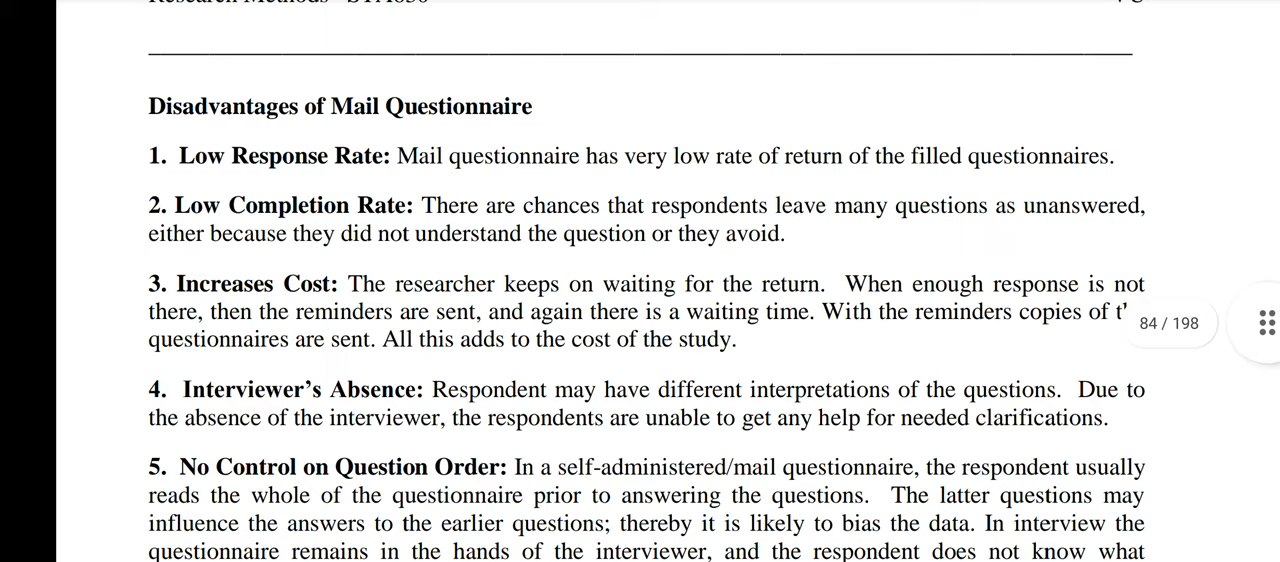 Disadvantages of Mail Questionnaire
1. Low Response Rate: Mail questionnaire has very low rate of return of the filled questionnaires.
2. Low Completion Rate: There are chances that respondents leave many questions as unanswered,
either because they did not understand the question or they avoid.
3. Increases Cost: The researcher keeps on waiting for the return. When enough response is not
there, then the reminders are sent, and again there is a waiting time. With the reminders copies of
84 / 198
questionnaires are sent. All this adds to the cost of the study.
4. Interviewer’s Absence: Respondent may have different interpretations of the questions. Due to
the absence of the interviewer, the respondents are unable to get any help for needed clarifications.
5. No Control on Question Order: In a self-administered/mail questionnaire, the respondent usually
reads the whole of the questionnaire prior to answering the questions. The latter questions may
influence the answers to the earlier questions; thereby it is likely to bias the data. In interview the
questionnaire remains in the hands of the interviewer, and the respondent does not know what